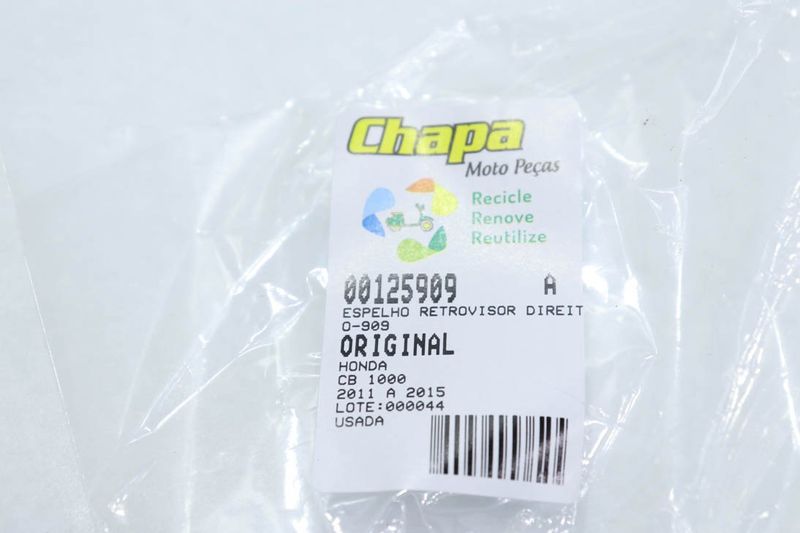 Chapa
Moto Peças
Recicle
Renove
Reutilize
00125909 A
ESPELHO RETROVISOR DIREIT
O-909
ORIGINAL
HONDA
CB 1000
2011 A 2015
LOTE:000044
USADA